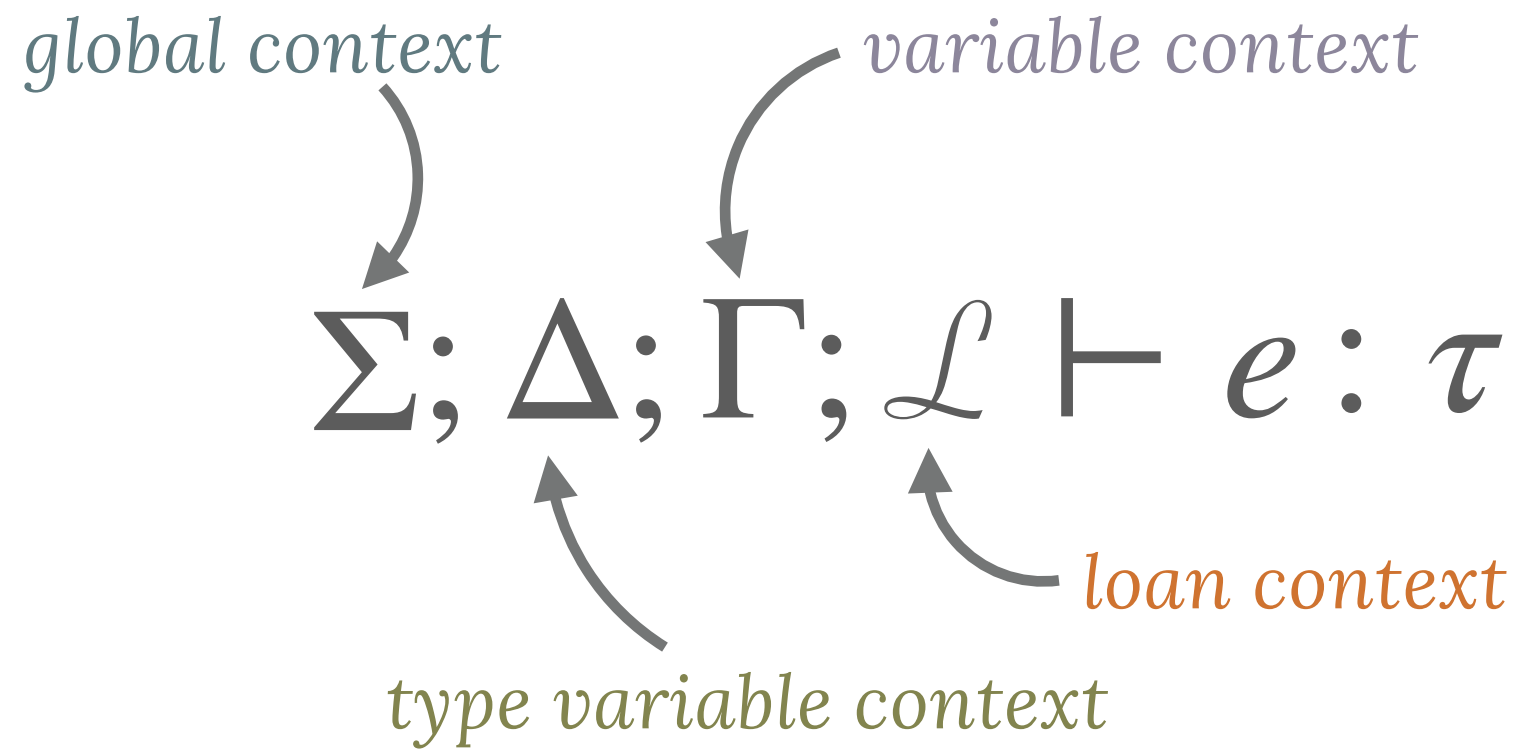 global context
variable context
Σ; Δ; Γ; ℒ ⊢ e : τ
loan context
type variable context